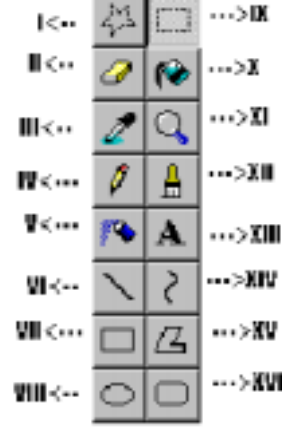 I<-- --->IX
II<-- --->X
III<-- --->XI
IV<--- --->XII
V<--- A --->XIII
VI<-- --->XIV
VII<--- --->XV
VIII<-- --->XVI